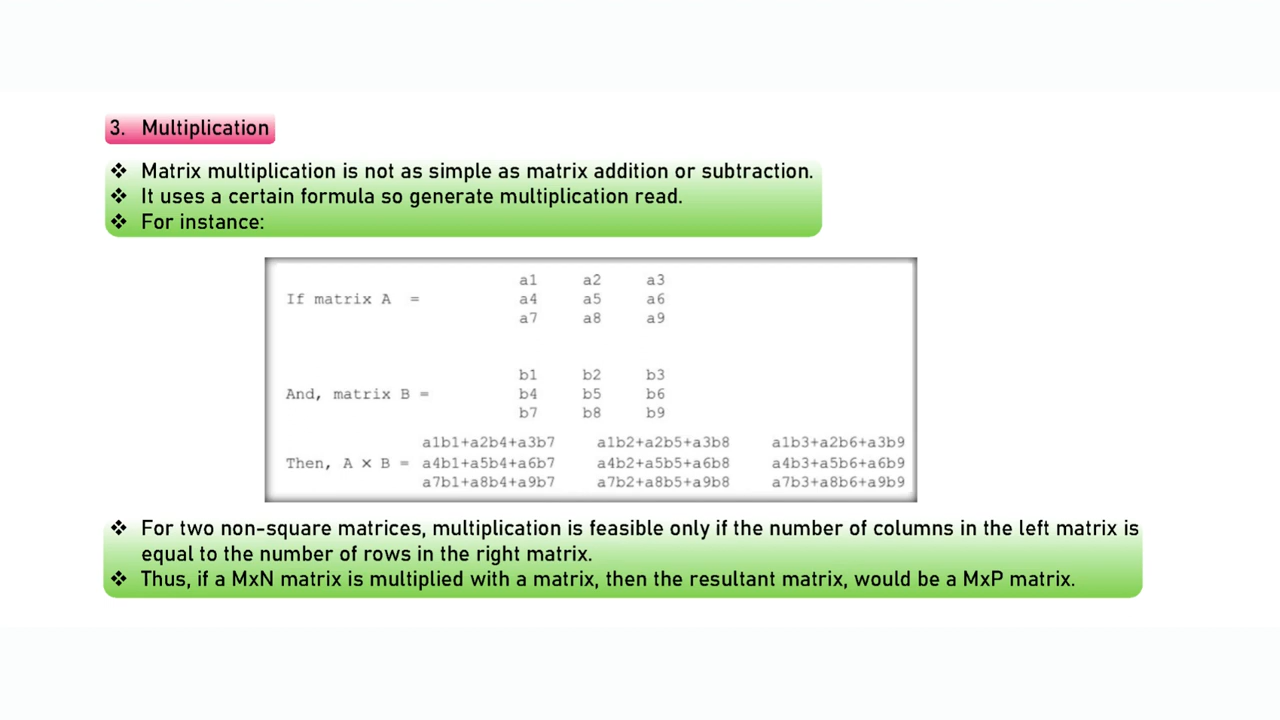 3. Multiplication
❖ Matrix multiplication is not as simple as matrix addition or subtraction.
❖ It uses a certain formula so generate multiplication read.
❖ For instance:
a1 a2 a3
If matrix A = a4 a5 a6
a7 a8 a9
b1 b2 b3
And, matrix B = b4 b5 b6
b7 b8 b9
a1b1+a2b4+a3b7 a1b2+a2b5+a3b8 a1b3+a2b6+a3b9
Then, A × B = a4b1+a5b4+a6b7 a4b2+a5b5+a6b8 a4b3+a5b6+a6b9
a7b1+a8b4+a9b7 a7b2+a8b5+a9b8 a7b3+a8b6+a9b9
❖ For two non-square matrices, multiplication is feasible only if the number of columns in the left matrix is
equal to the number of rows in the right matrix.
❖ Thus, if a MxN matrix is multiplied with a matrix, then the resultant matrix, would be a MxP matrix.